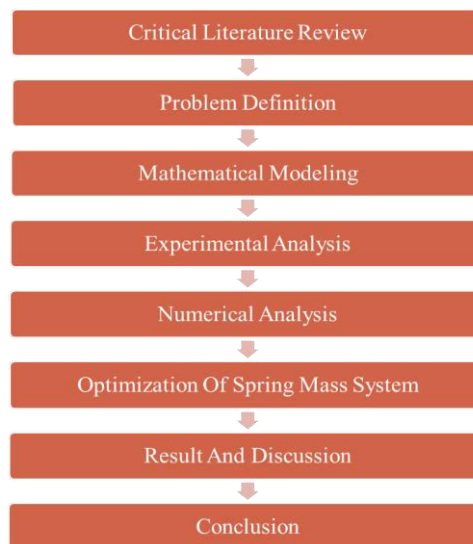 Critical Literature Review
Problem Definition
Mathematical Modeling
Experimental Analysis
Numerical Analysis
Optimization Of Spring Mass System
Result And Discussion
Conclusion